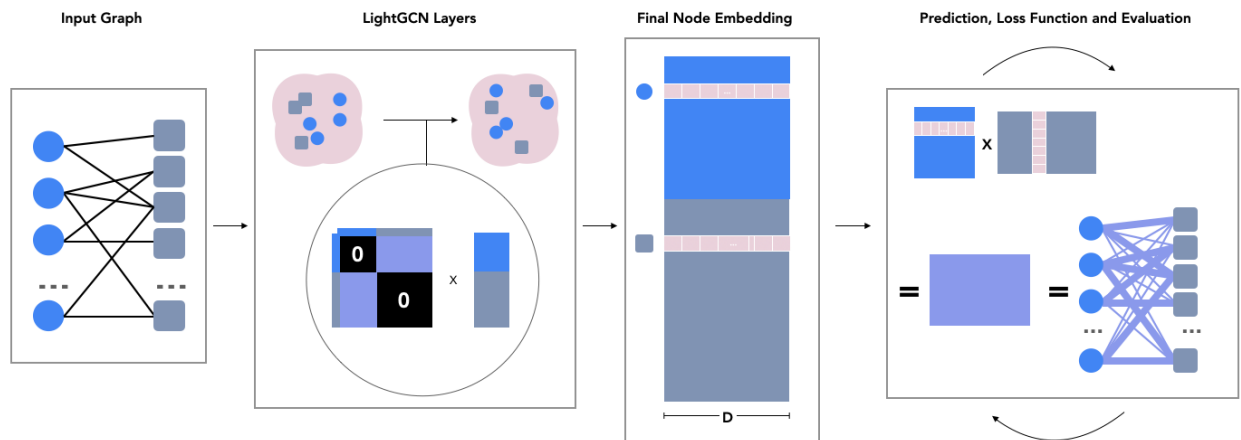 Input Graph
LightGCN Layers
Final Node Embedding
Prediction, Loss Function and Evaluation
0
0
x
...
...
D
x
=
=
...
...